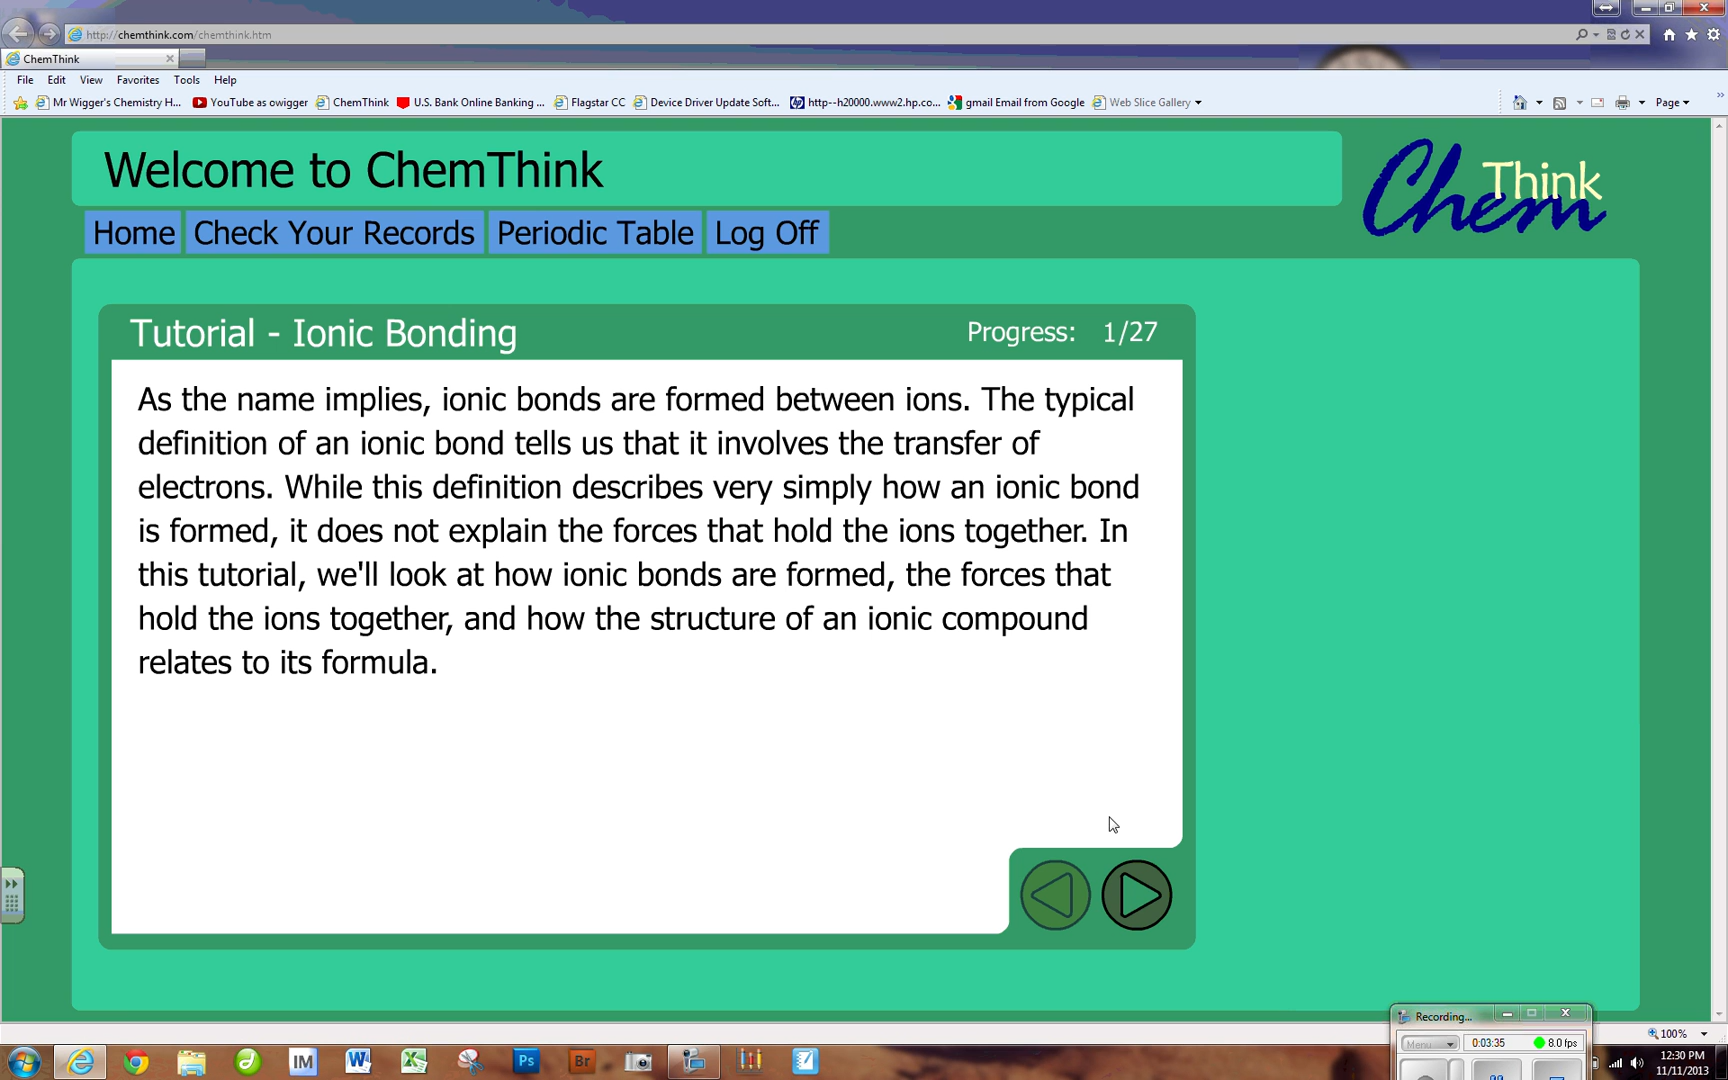 http://chemthink.com/chemthink.htm
ChemThink
File Edit View Favorites Tools Help
Mr Wigger's Chemistry H... YouTube as owigger ChemThink U.S. Bank Online Banking ... Flagstar CC Device Driver Update Soft... http--h20000.www2.hp.co... gmail Email from Google Web Slice Gallery Page
Welcome to ChemThink
Chem Think
Home Check Your Records Periodic Table Log Off
Tutorial - Ionic Bonding Progress: 1/27
As the name implies, ionic bonds are formed between ions. The typical
definition of an ionic bond tells us that it involves the transfer of
electrons. While this definition describes very simply how an ionic bond
is formed, it does not explain the forces that hold the ions together. In
this tutorial, we'll look at how ionic bonds are formed, the forces that
hold the ions together, and how the structure of an ionic compound
relates to its formula.
Recording...
Menu 0:03:35 8.0 fps
100%
IM W Ps Br
12:30 PM
11/11/2013